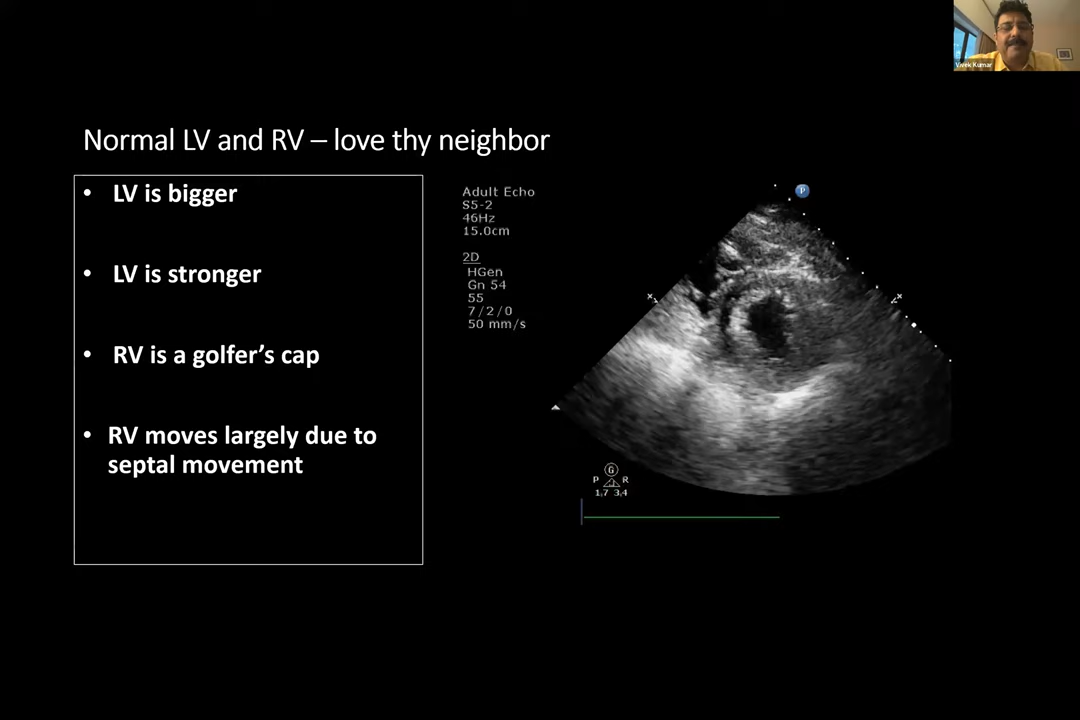 Vivek Kumar
Normal LV and RV – love thy neighbor
• LV is bigger
• LV is stronger
• RV is a golfer’s cap
• RV moves largely due to
septal movement
Adult Echo
S5-2
46Hz
15.0cm
2D
HGen
Gn 54
55
7/2/0
50 mm/s
P
X
X
G
P R
1.7 3.4